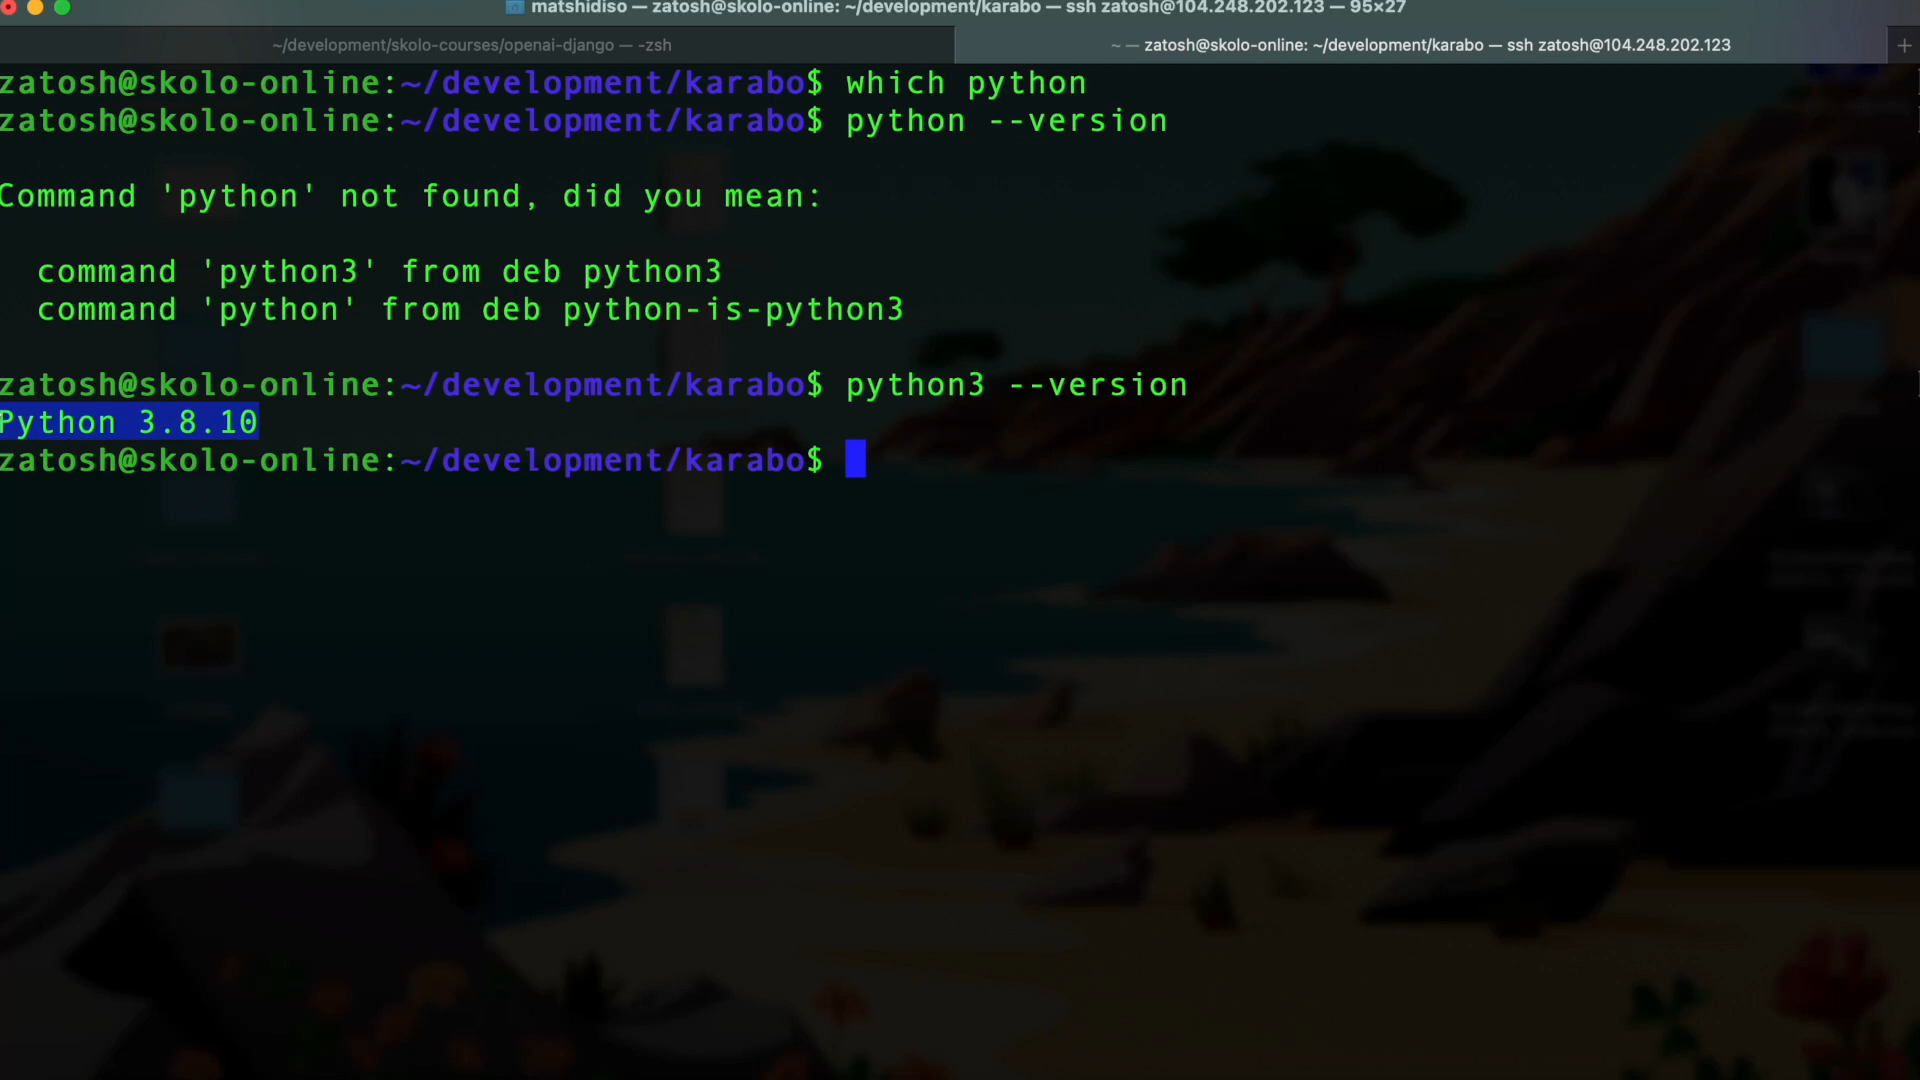 matshidiso — zatosh@skolo-online: ~/development/karabo — ssh zatosh@104.248.202.123 — 95×27
~/development/skolo-courses/openai-django — -zsh
~ — zatosh@skolo-online: ~/development/karabo — ssh zatosh@104.248.202.123
zatosh@skolo-online:~/development/karabo$ which python
zatosh@skolo-online:~/development/karabo$ python --version
Command 'python' not found, did you mean:
command 'python3' from deb python3
command 'python' from deb python-is-python3
zatosh@skolo-online:~/development/karabo$ python3 --version
Python 3.8.10
zatosh@skolo-online:~/development/karabo$